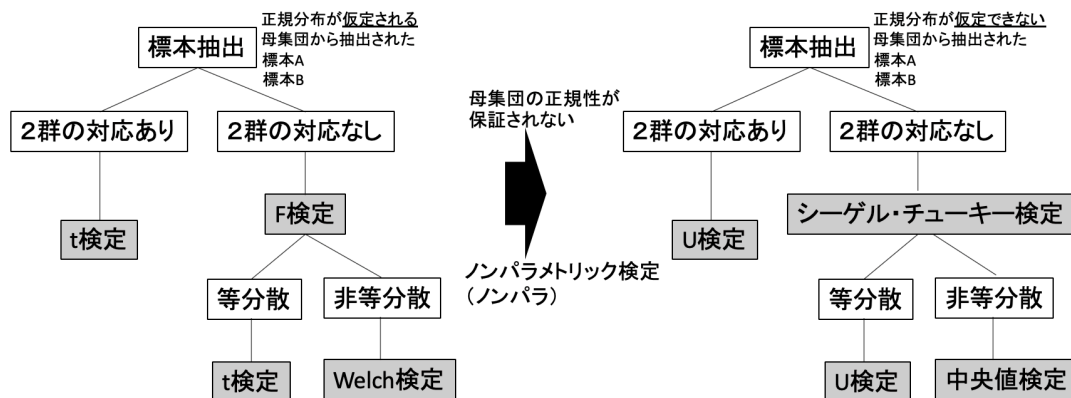 標本抽出
正規分布が仮定される
母集団から抽出された
標本A
標本B
2群の対応あり
2群の対応なし
t検定
F検定
等分散
非等分散
t検定
Welch検定
母集団の正規性が
保証されない
ノンパラメトリック検定
（ノンパラ）
標本抽出
正規分布が仮定できない
母集団から抽出された
標本A
標本B
2群の対応あり
2群の対応なし
U検定
シーゲル・チューキー検定
等分散
非等分散
U検定
中央値検定